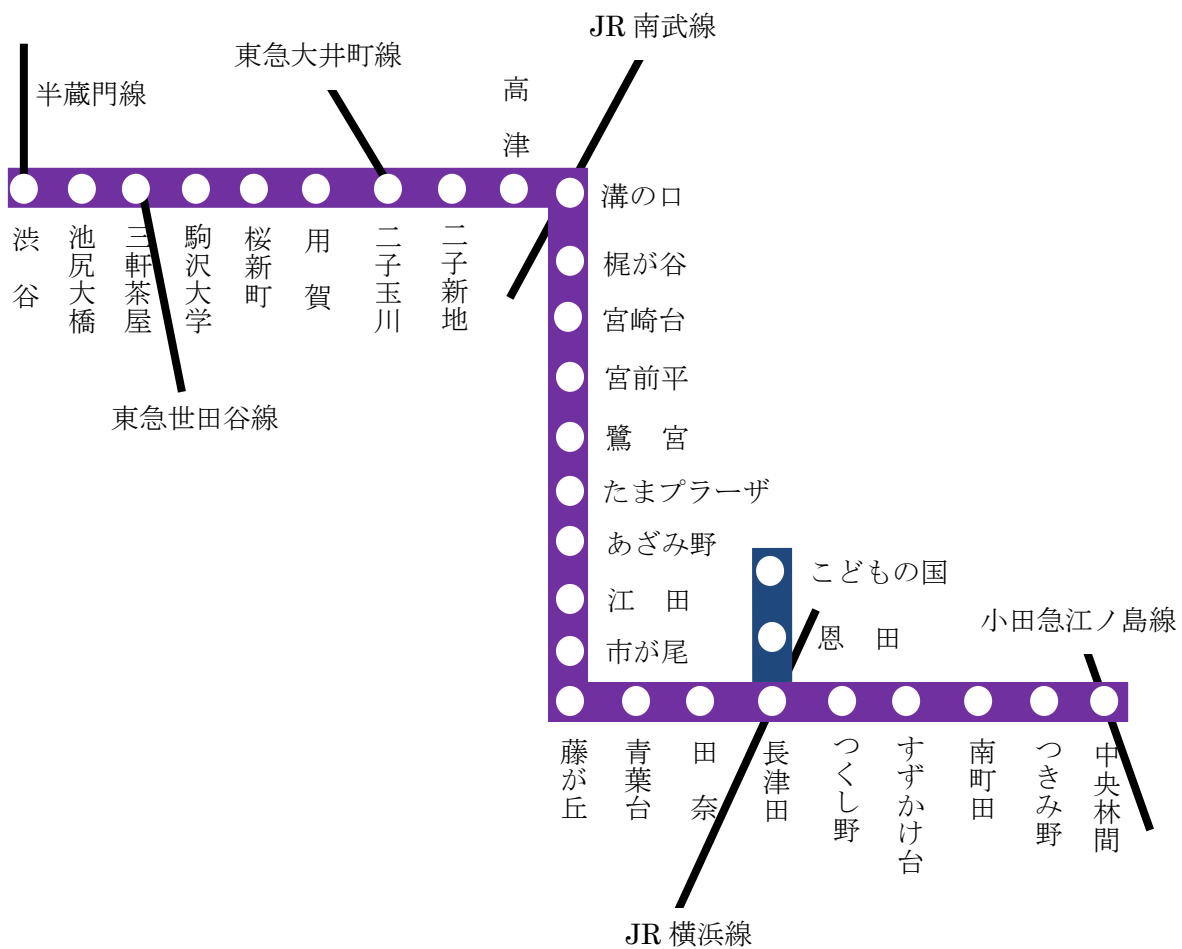 JR 南武線
東急大井町線
高津
半蔵門線
渋谷
池尻大橋
三軒茶屋
駒沢大学
桜新町
用賀
二子玉川
二子新地
溝の口
梶が谷
宮崎台
宮前平
東急世田谷線
鷺 宮
たまプラーザ
あざみ野
江 田
市が尾
こどもの国
恩 田
小田急江ノ島線
藤が丘
青葉台
田奈
長津田
つくし野
すずかけ台
南町田
つきみ野
中央林間
JR 横浜線